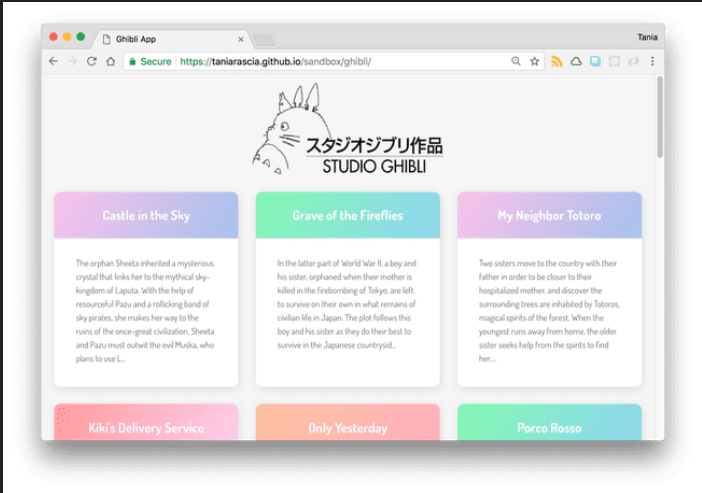 Ghibli App
Tania
Secure
https://taniarascia.github.io/sandbox/ghibli/
スタジオジブリ作品
STUDIO GHIBLI
Castle in the Sky
The orphan Sheeta inherited a mysterious
crystal that links her to the mythical sky-
kingdom of Laputa. With the help of
resourceful Pazu and a rollicking band of
sky pirates, she makes her way to the
ruins of the once-great civilization. Sheeta
and Pazu must outwit the evil Muska, who
plans to use L...
Grave of the Fireflies
In the latter part of World War II, a boy and
his sister, orphaned when their mother is
killed in the firebombing of Tokyo, are left
to survive on their own in what remains of
civilian life in Japan. The plot follows this
boy and his sister as they do their best to
survive in the Japanese countrysid...
My Neighbor Totoro
Two sisters move to the country with their
father in order to be closer to their
hospitalized mother, and discover the
surrounding trees are inhabited by Totoros,
magical spirits of the forest. When the
youngest runs away from home, the older
sister seeks help from the spirits to find
her...
Kiki's Delivery Service
Only Yesterday
Porco Rosso